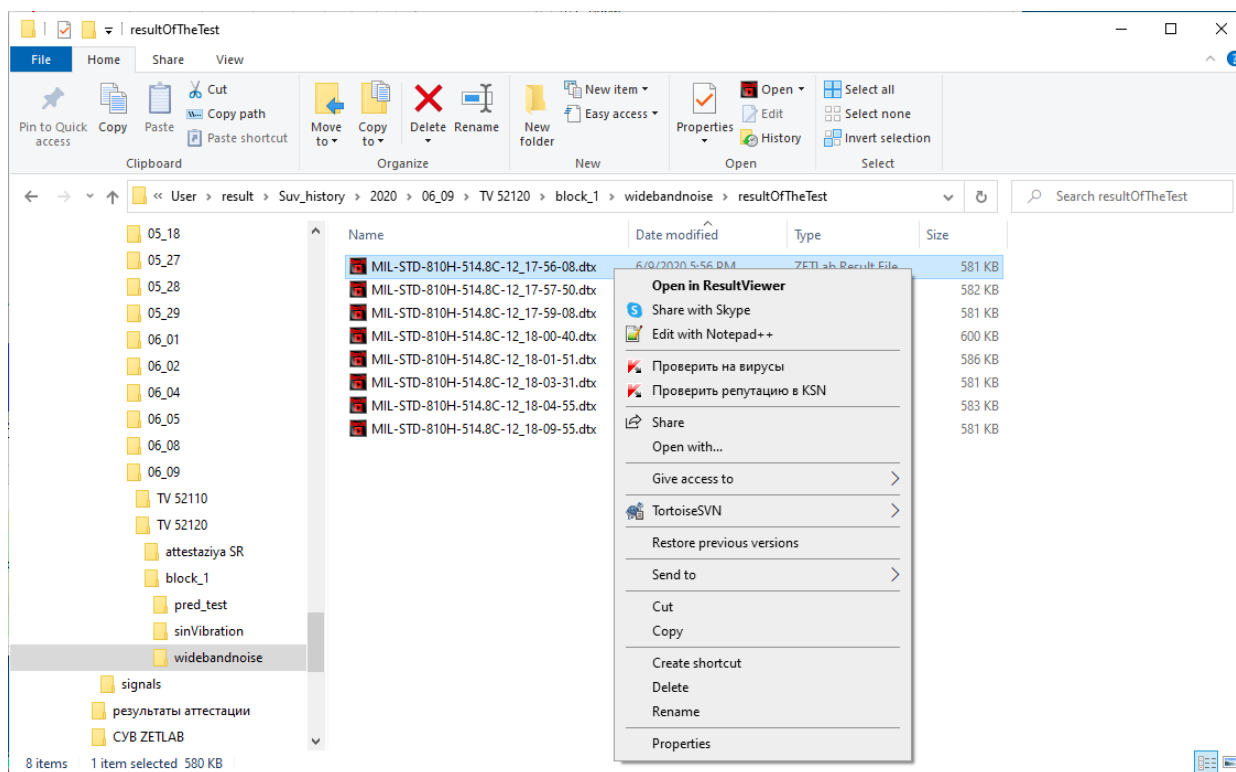 resultOfTheTest
File Home Share View
Pin to Quick access
Copy
Paste
Cut
Copy path
Paste shortcut
Move to
Copy to
Delete
Rename
New folder
New item
Easy access
Properties
Open
Edit
History
Select all
Select none
Invert selection
Clipboard Organize New Open Select
« User › result › Suv_history › 2020 › 06_09 › TV 52120 › block_1 › widebandnoise › resultOfTheTest
Search resultOfTheTest
05_18
05_27
05_28
05_29
06_01
06_02
06_04
06_05
06_08
06_09
TV 52110
TV 52120
attestaziya SR
block_1
pred_test
sinVibration
widebandnoise
signals
результаты аттестации
СУВ ZETLAB
Name Date modified Type Size
MIL-STD-810H-514.8C-12_17-56-08.dtx 6/9/2020 5:56 PM ZETLab Result File 581 KB
MIL-STD-810H-514.8C-12_17-57-50.dtx 582 KB
MIL-STD-810H-514.8C-12_17-59-08.dtx 581 KB
MIL-STD-810H-514.8C-12_18-00-40.dtx 600 KB
MIL-STD-810H-514.8C-12_18-01-51.dtx 586 KB
MIL-STD-810H-514.8C-12_18-03-31.dtx 581 KB
MIL-STD-810H-514.8C-12_18-04-55.dtx 583 KB
MIL-STD-810H-514.8C-12_18-09-55.dtx 581 KB
Open in ResultViewer
Share with Skype
Edit with Notepad++
Проверить на вирусы
Проверить репутацию в KSN
Share
Open with...
Give access to
TortoiseSVN
Restore previous versions
Send to
Cut
Copy
Create shortcut
Delete
Rename
Properties
8 items 1 item selected 580 KB